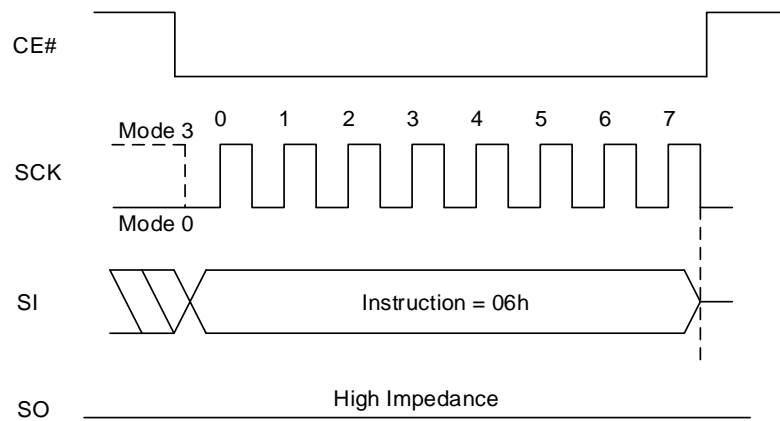 CE#
0 1 2 3 4 5 6 7
Mode 3
SCK
Mode 0
SI
Instruction = 06h
High Impedance
SO